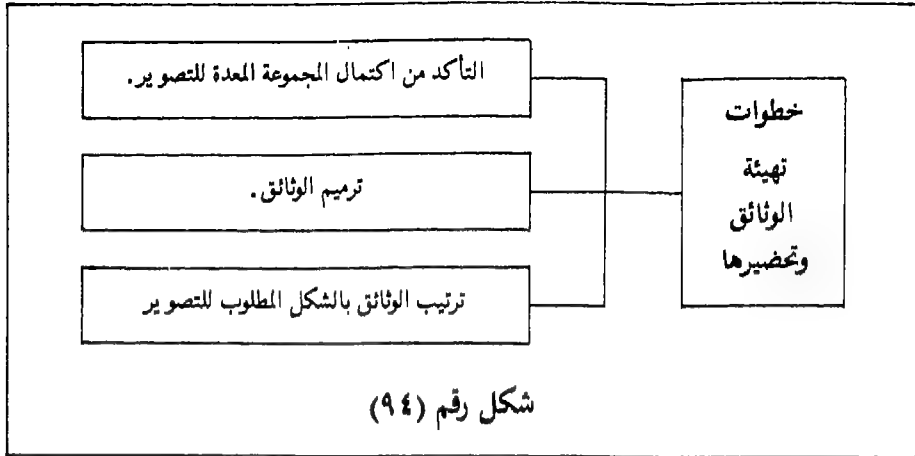 خطوات
تهيئة
الوثائق
وتحضيرها
التأكد من اكتمال المجموعة المعدة للتصوير.
ترميم الوثائق.
ترتيب الوثائق بالشكل المطلوب للتصوير
شكل رقم (٩٤)